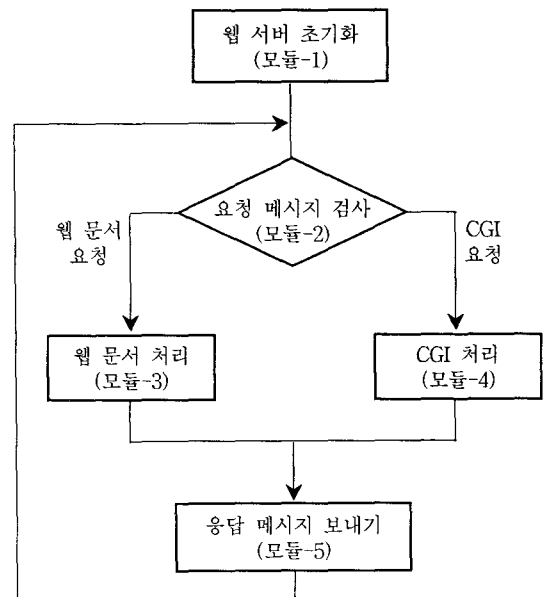 웹 서버 초기화
(모듈-1)
요청 메시지 검사
(모듈-2)
웹 문서
요청
CGI
요청
웹 문서 처리
(모듈-3)
CGI 처리
(모듈-4)
응답 메시지 보내기
(모듈-5)